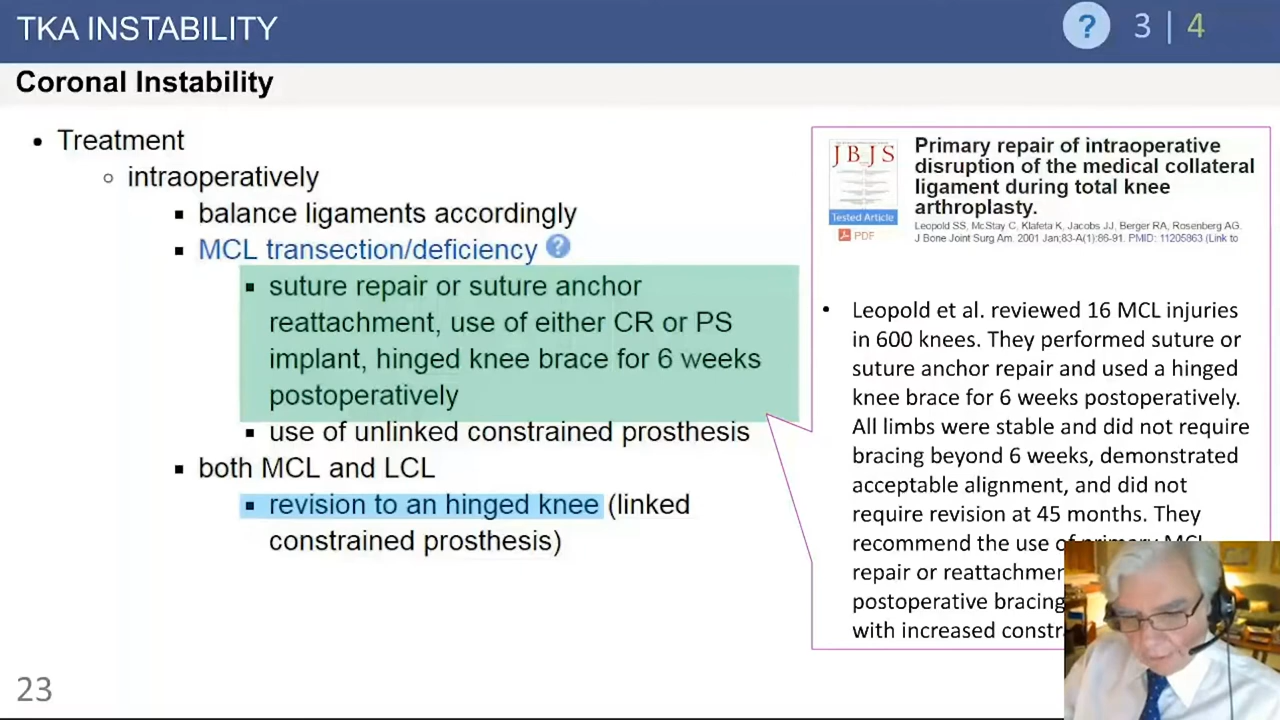 TKA INSTABILITY
? 3 | 4
Coronal Instability
• Treatment
○ intraoperatively
▪ balance ligaments accordingly
▪ MCL transection/deficiency ?
▪ suture repair or suture anchor
reattachment, use of either CR or PS
implant, hinged knee brace for 6 weeks
postoperatively
▪ use of unlinked constrained prosthesis
▪ both MCL and LCL
▪ revision to an hinged knee (linked
constrained prosthesis)
JBJS
Tested Article
PDF
Primary repair of intraoperative
disruption of the medical collateral
ligament during total knee
arthroplasty.
Leopold SS, McStay C, Klafeta K, Jacobs JJ, Berger RA, Rosenberg AG.
J Bone Joint Surg Am. 2001 Jan;83-A(1):86-91. PMID: 11205863 (Link to
• Leopold et al. reviewed 16 MCL injuries
in 600 knees. They performed suture or
suture anchor repair and used a hinged
knee brace for 6 weeks postoperatively.
All limbs were stable and did not require
bracing beyond 6 weeks, demonstrated
acceptable alignment, and did not
require revision at 45 months. They
recommend the use of primary MCL
repair or reattachmen
postoperative bracing
with increased constr
23